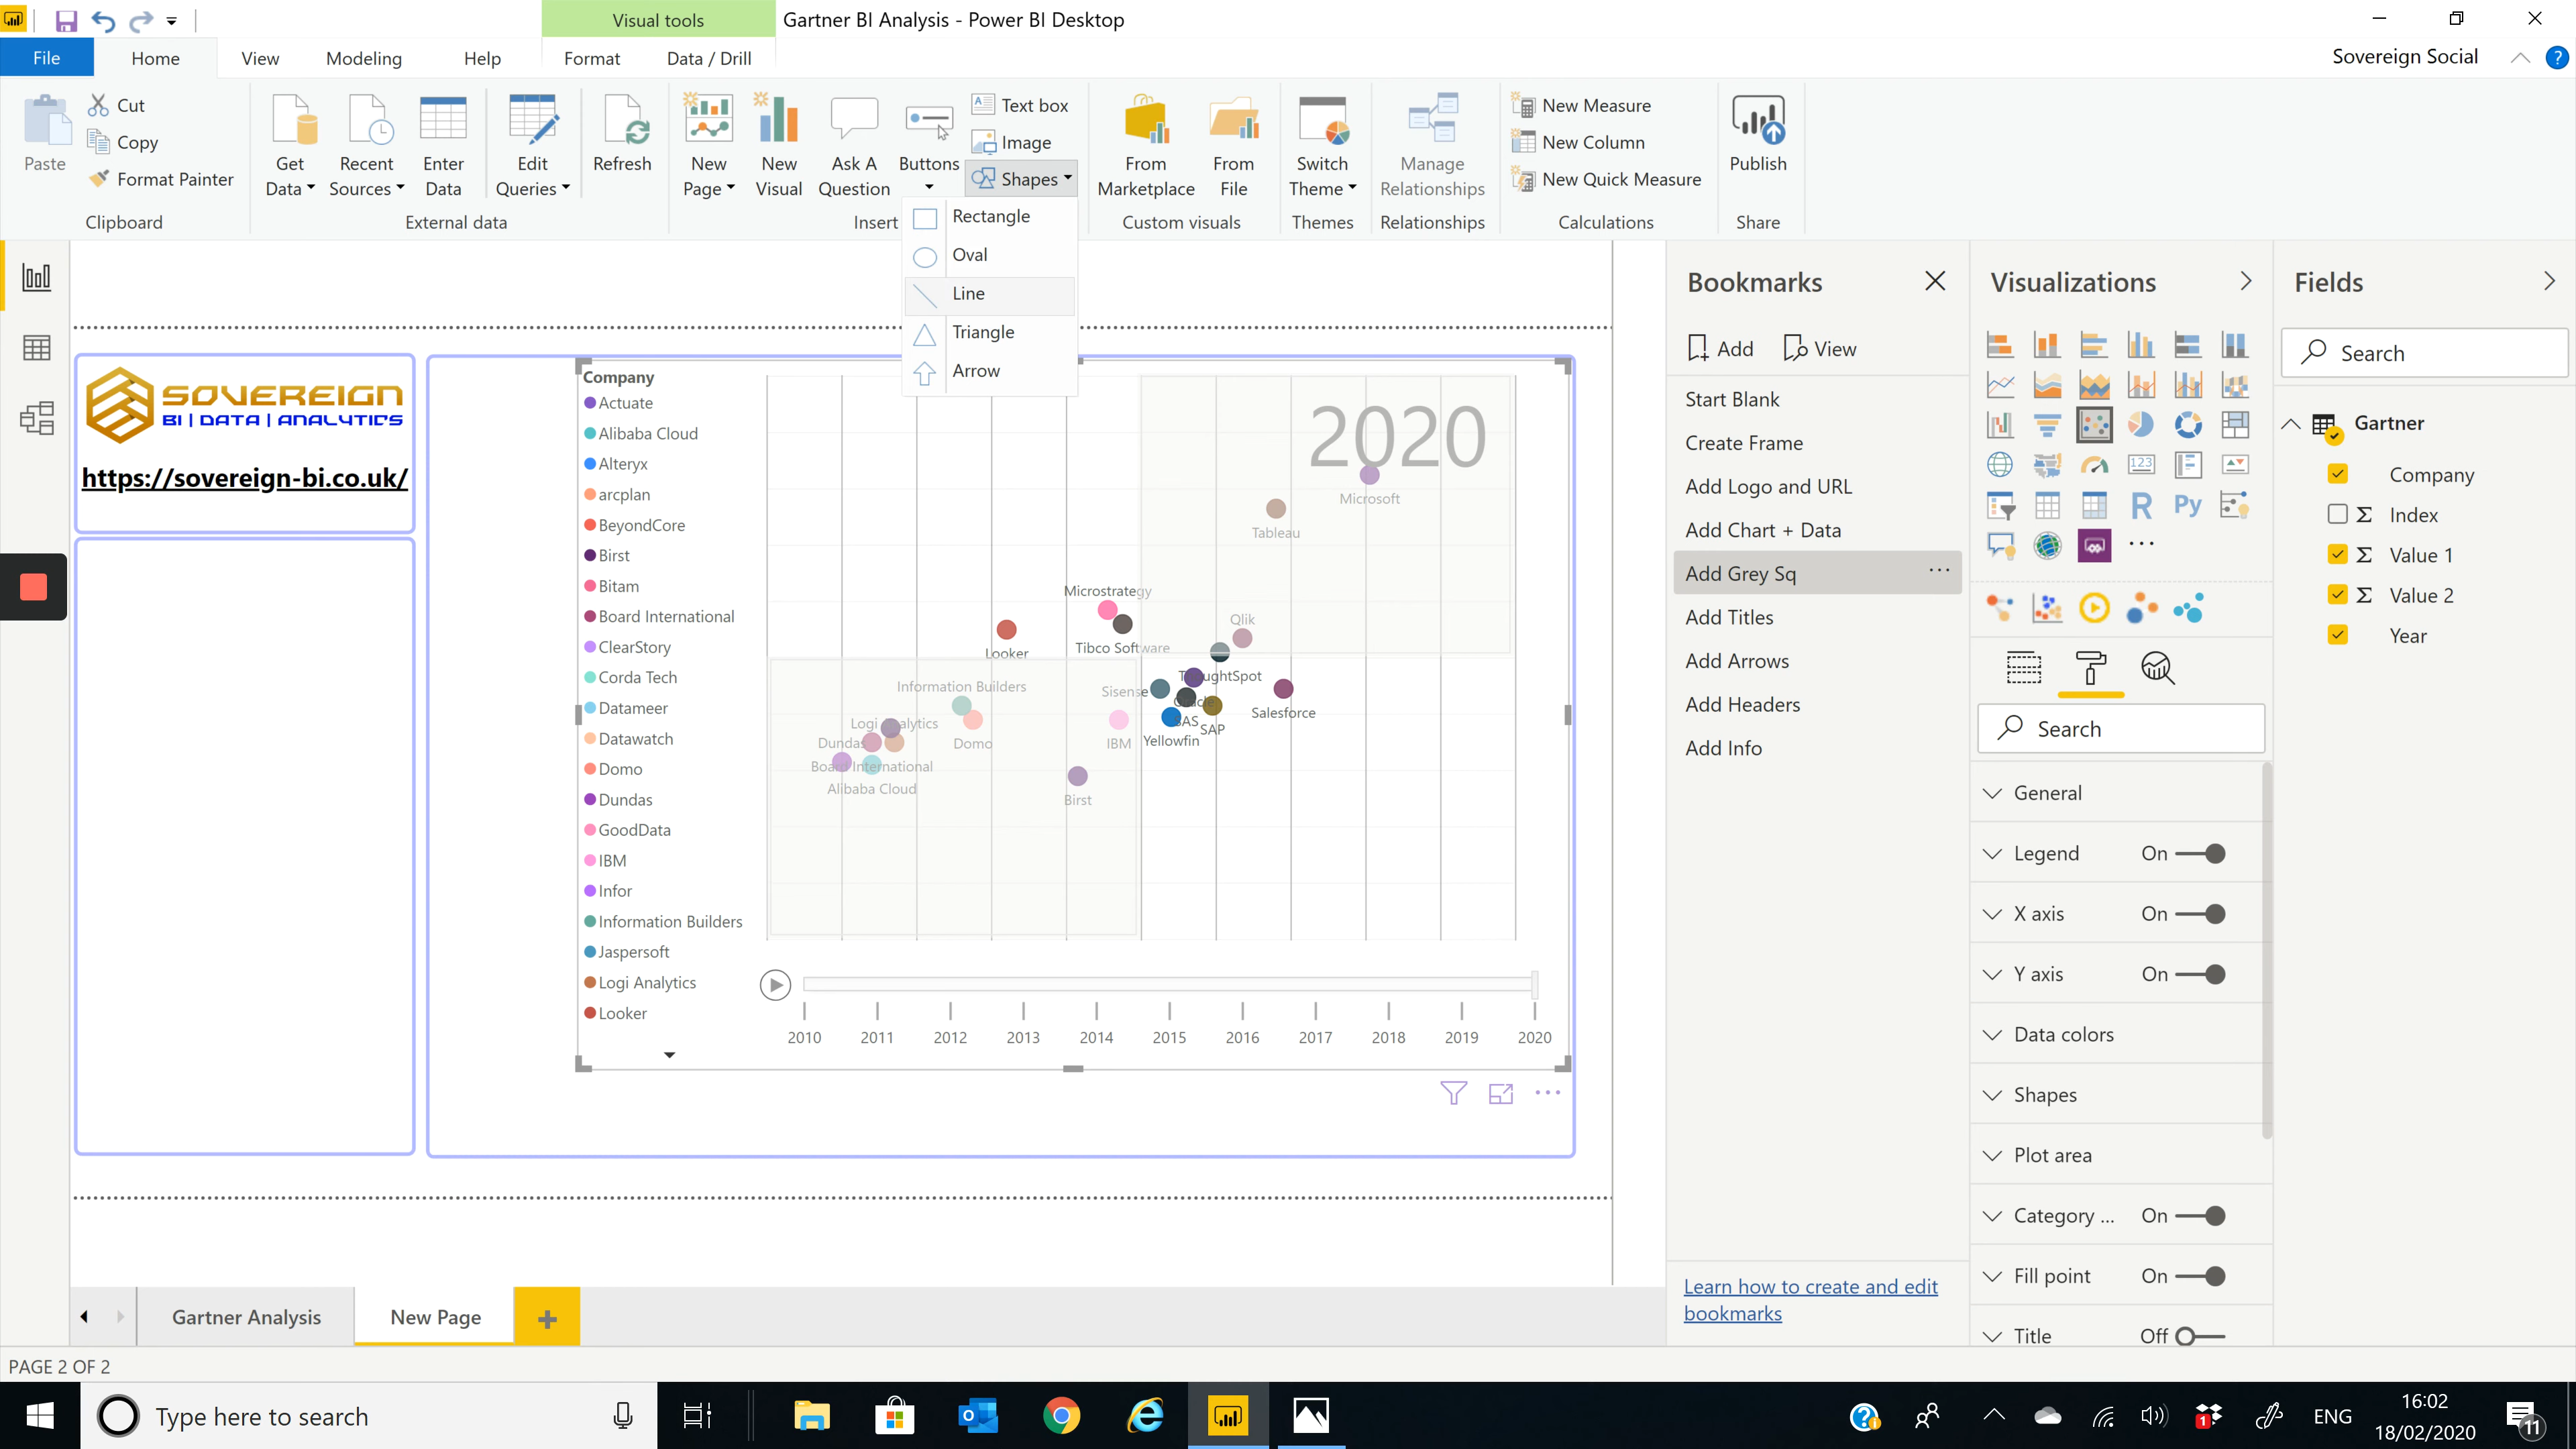 Visual tools
Gartner BI Analysis - Power BI Desktop
File
Home
View
Modeling
Help
Format
Data / Drill
Sovereign Social
?
Paste
Cut
Copy
Format Painter
Clipboard
Get Data
Recent Sources
Enter Data
Edit Queries
External data
Refresh
New Page
New Visual
Ask A Question
Buttons
Text box
Image
Shapes
Insert
Rectangle
Oval
Line
Triangle
Arrow
From Marketplace
From File
Custom visuals
Switch Theme
Themes
Manage Relationships
Relationships
New Measure
New Column
New Quick Measure
Calculations
Publish
Share
SOVEREIGN
BI | DATA | ANALYTICS
https://sovereign-bi.co.uk/
Company
Actuate
Alibaba Cloud
Alteryx
arcplan
BeyondCore
Birst
Bitam
Board International
ClearStory
Corda Tech
Datameer
Datawatch
Domo
Dundas
GoodData
IBM
Infor
Information Builders
Jaspersoft
Logi Analytics
Looker
2020
Microsoft
Tableau
Microstrategy
Qlik
Looker
Tibco Software
ThoughtSpot
Information Builders
Sisense
Oracle
Salesforce
Logi Analytics
SAS
SAP
Dundas
Domo
IBM
Yellowfin
Board International
Alibaba Cloud
Birst
2010
2011
2012
2013
2014
2015
2016
2017
2018
2019
2020
Bookmarks
Add
View
Start Blank
Create Frame
Add Logo and URL
Add Chart + Data
Add Grey Sq
Add Titles
Add Arrows
Add Headers
Add Info
Learn how to create and edit
bookmarks
Visualizations
123
R
Py
Search
General
Legend On
X axis On
Y axis On
Data colors
Shapes
Plot area
Category ... On
Fill point On
Title Off
Fields
Search
Gartner
Company
Σ Index
Σ Value 1
Σ Value 2
Year
Gartner Analysis
New Page
+
PAGE 2 OF 2
Type here to search
1
ENG
16:02
18/02/2020
11